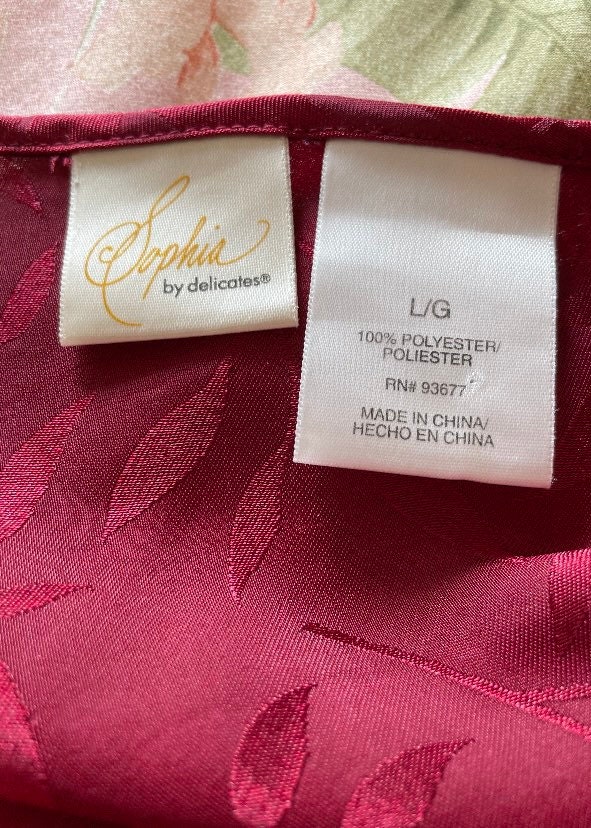 Sophia
by delicates®
L/G
100% POLYESTER/
POLIESTER
RN# 93677
MADE IN CHINA/
HECHO EN CHINA